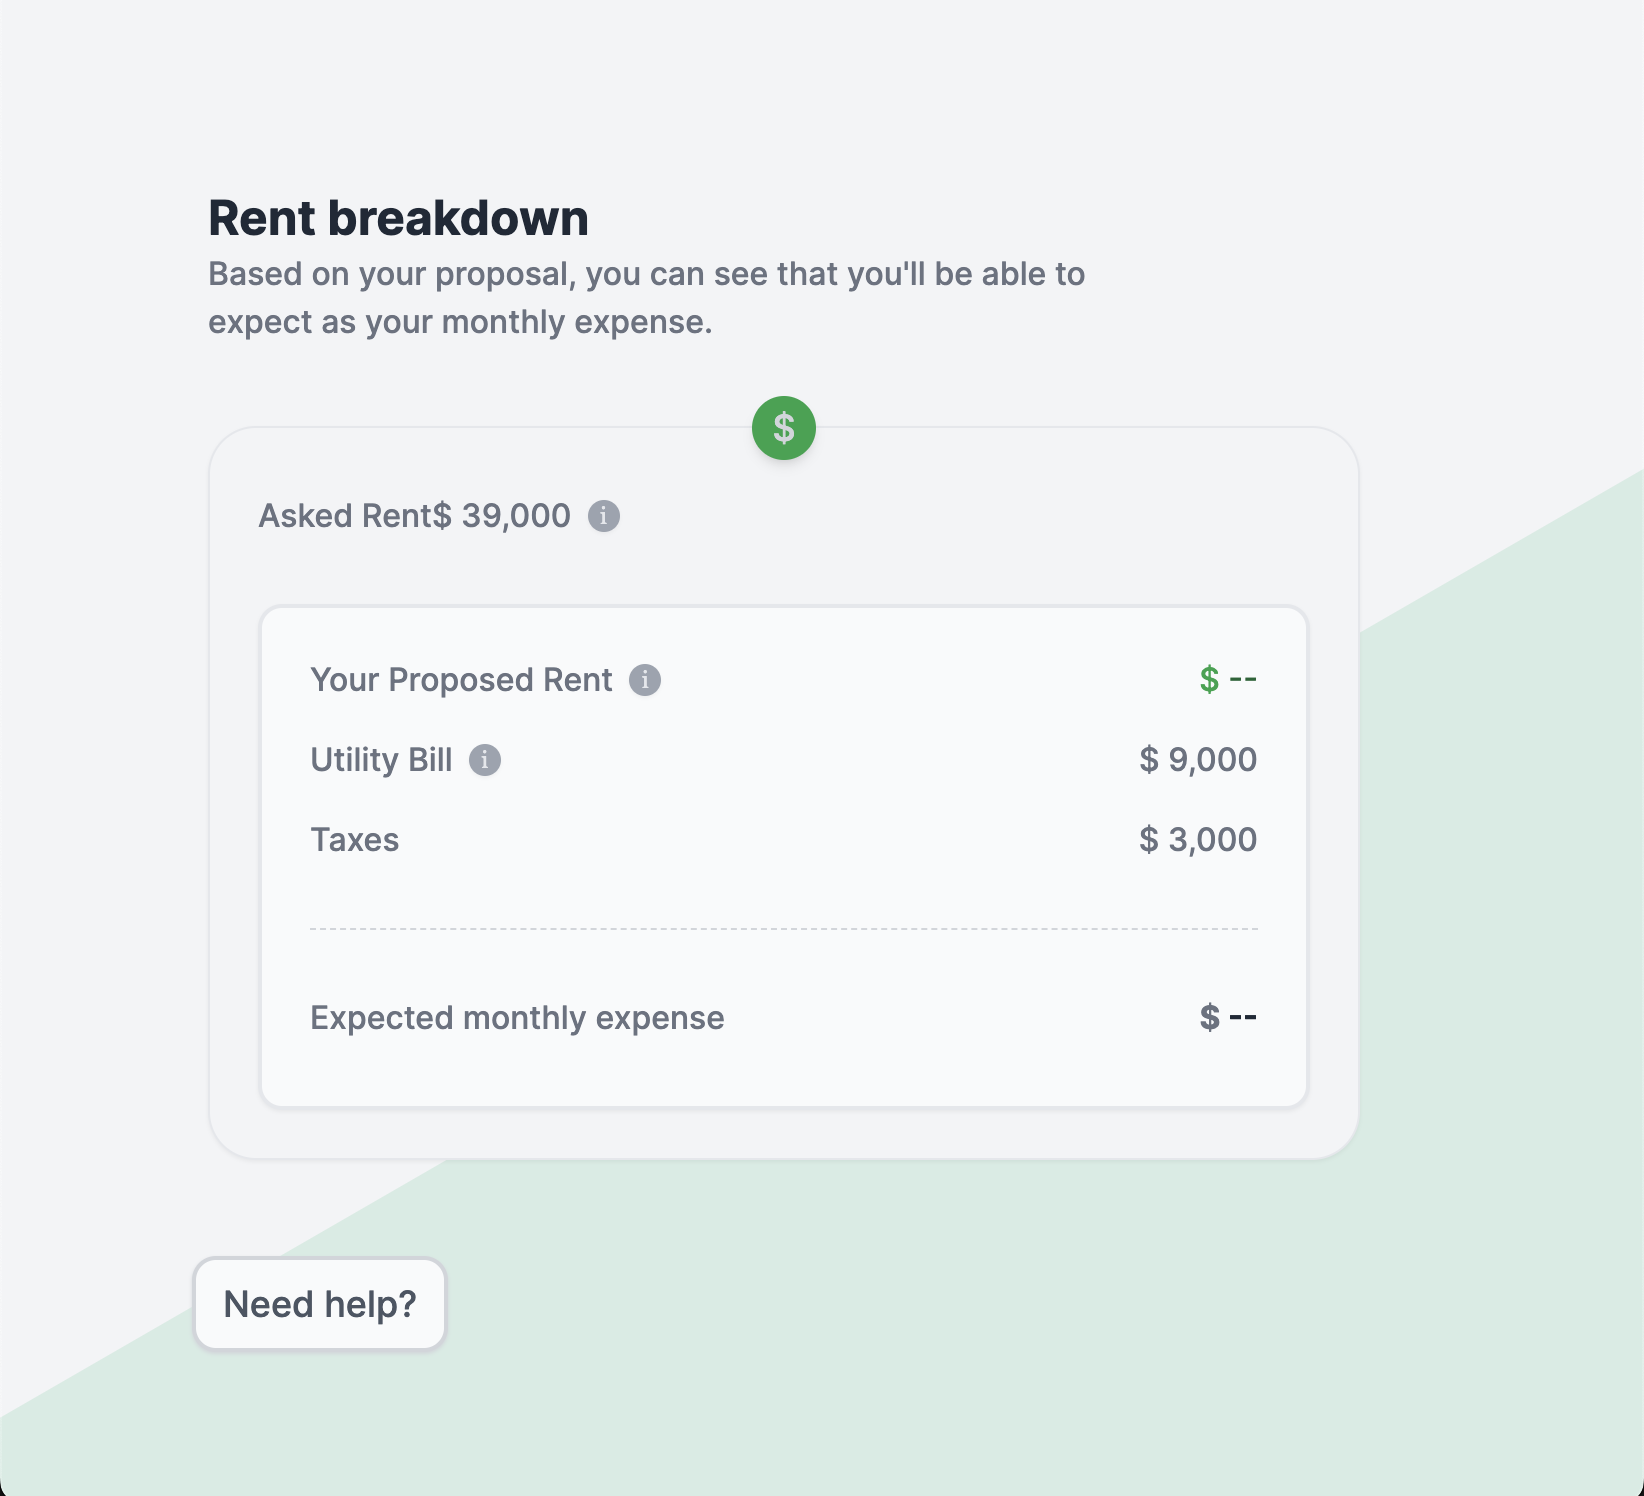 Rent breakdown
Based on your proposal, you can see that you'll be able to
expect as your monthly expense.
$
Asked Rent$ 39,000 i
Your Proposed Rent i $ --
Utility Bill i $ 9,000
Taxes $ 3,000
Expected monthly expense $ --
Need help?